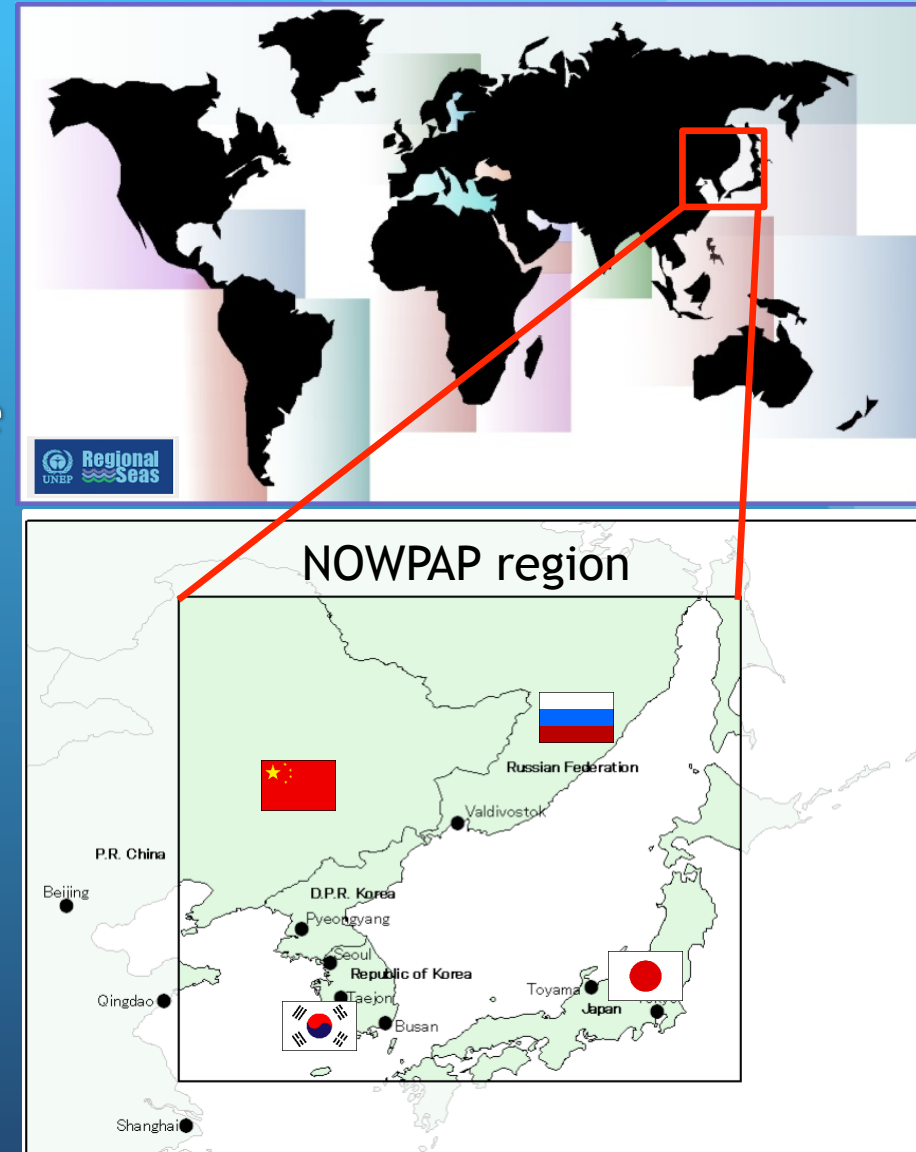 UNEP
Regional
Seas
NOWPAP region
Russian Federation
Valdivostok
P.R. China
Beijing
D.P.R. Korea
Pyeongyang
Seoul
Republic of Korea
Qingdao
Taejon
Toyama
Japan
Busan
Shanghai